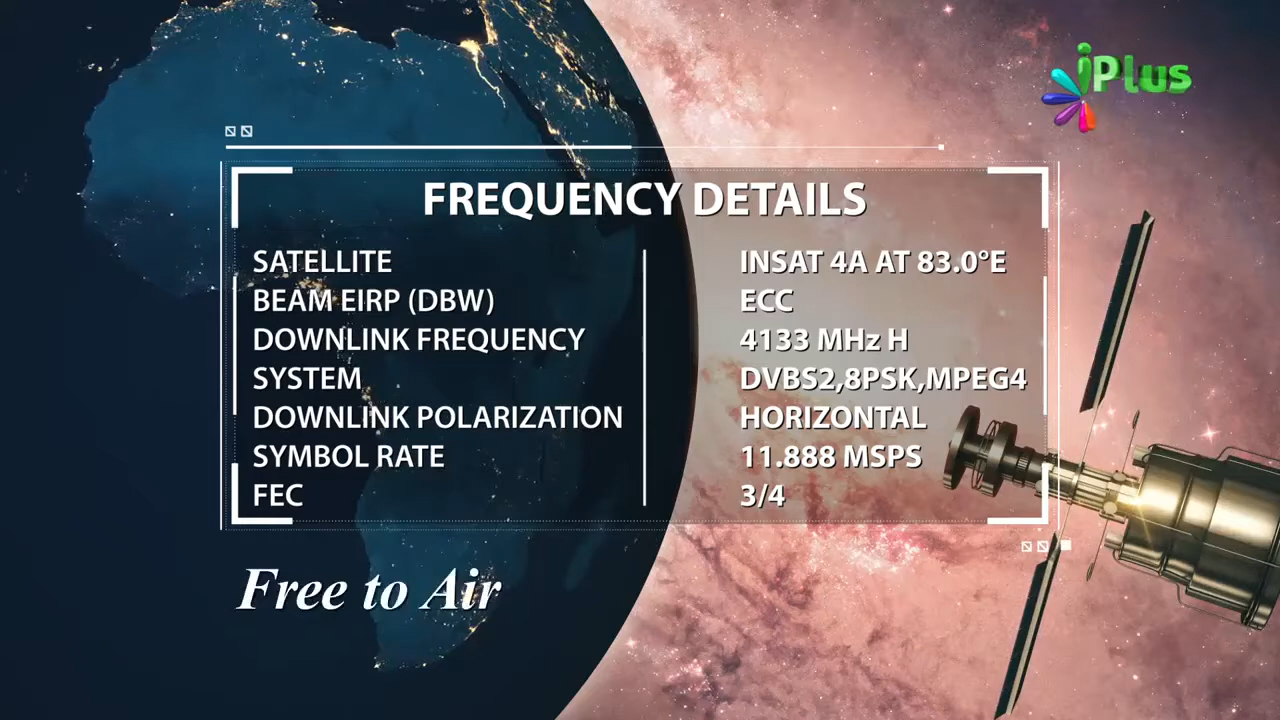 iPlus
FREQUENCY DETAILS
SATELLITE INSAT 4A AT 83.0°E
BEAM EIRP (DBW) ECC
DOWNLINK FREQUENCY 4133 MHz H
SYSTEM DVBS2,8PSK,MPEG4
DOWNLINK POLARIZATION HORIZONTAL
SYMBOL RATE 11.888 MSPS
FEC 3/4
Free to Air